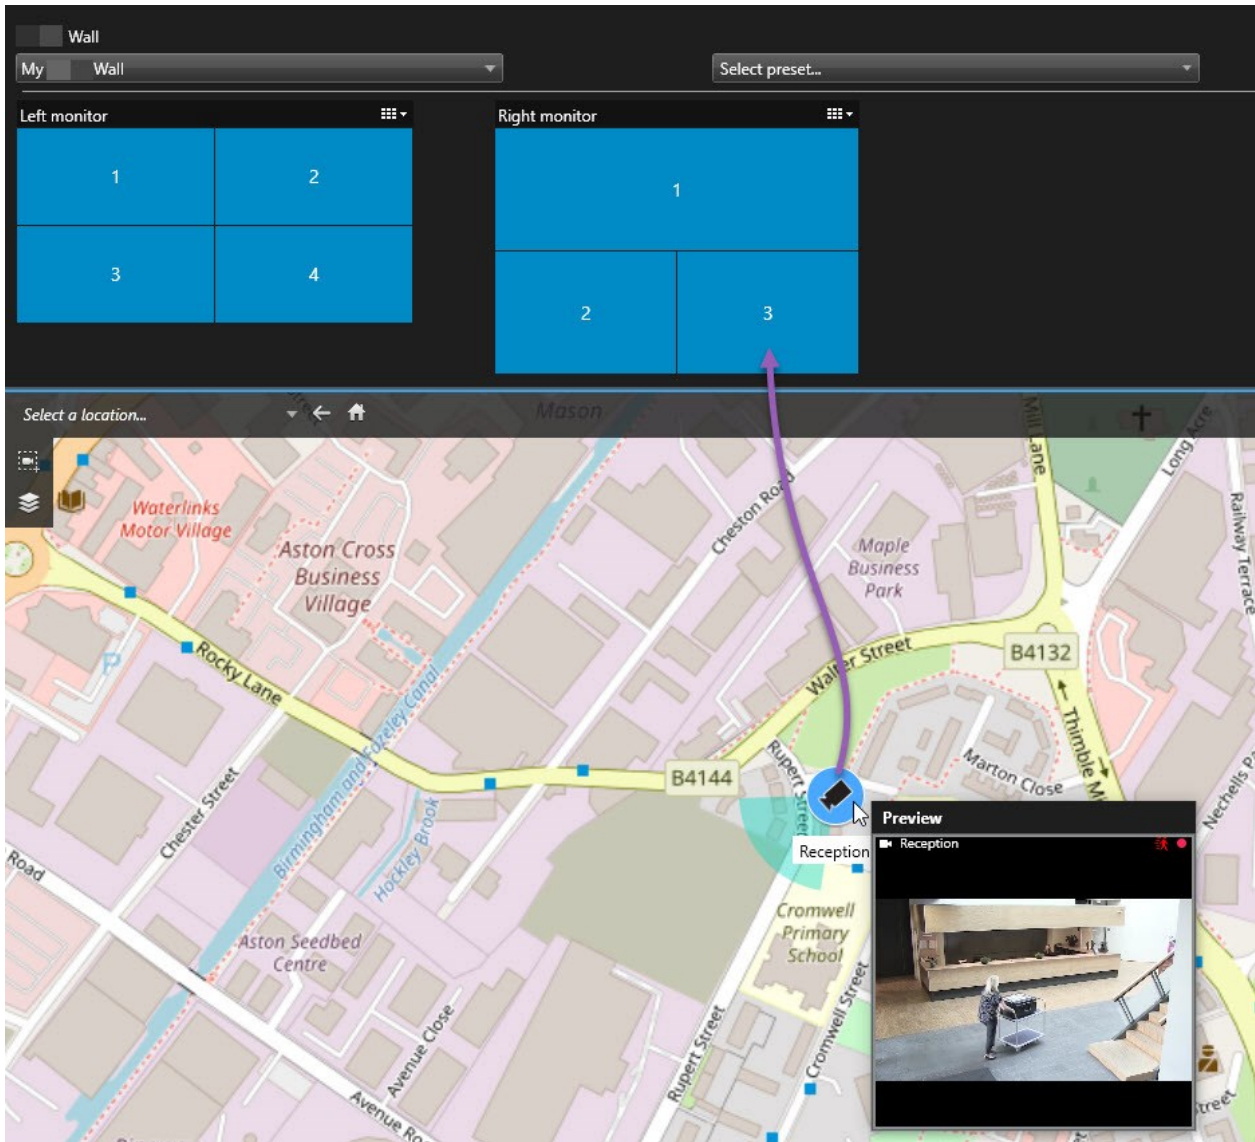 Wall
My Wall
Select preset...
Left monitor
Right monitor
1
2
3
4
1
2
3
Select a location...
Mason
Mill Lane
Long Acre
Railway Terrace
Waterlinks
Motor Village
Aston Cross
Business
Village
Cheston Road
Maple
Business
Park
P
Rocky Lane
Walter Street
B4132
Birmingham and Fazeley Canal
Thimble
B4144
Rupert Street
Marton Close
Nechells
Chester Street
Hockley Brook
Reception
Preview
Reception
Road
Aston Seedbed
Centre
Cromwell
Primary
School
Avenue Close
Rupert Street
Cromwell Street
Avenue
treet